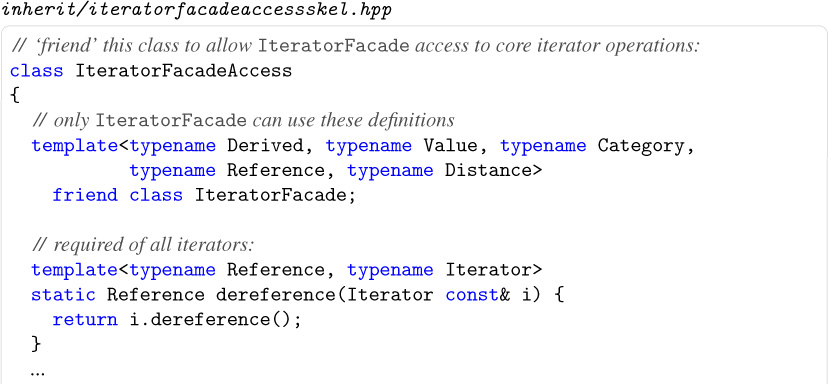 inherit/iteratorfacadeaccessskel.hpp
// ‘friend’ this class to allow IteratorFacade access to core iterator operations:
class IteratorFacadeAccess
{
// only IteratorFacade can use these definitions
template<typename Derived, typename Value, typename Category,
typename Reference, typename Distance>
friend class IteratorFacade;
// required of all iterators:
template<typename Reference, typename Iterator>
static Reference dereference(Iterator const& i) {
return i.dereference();
}
...